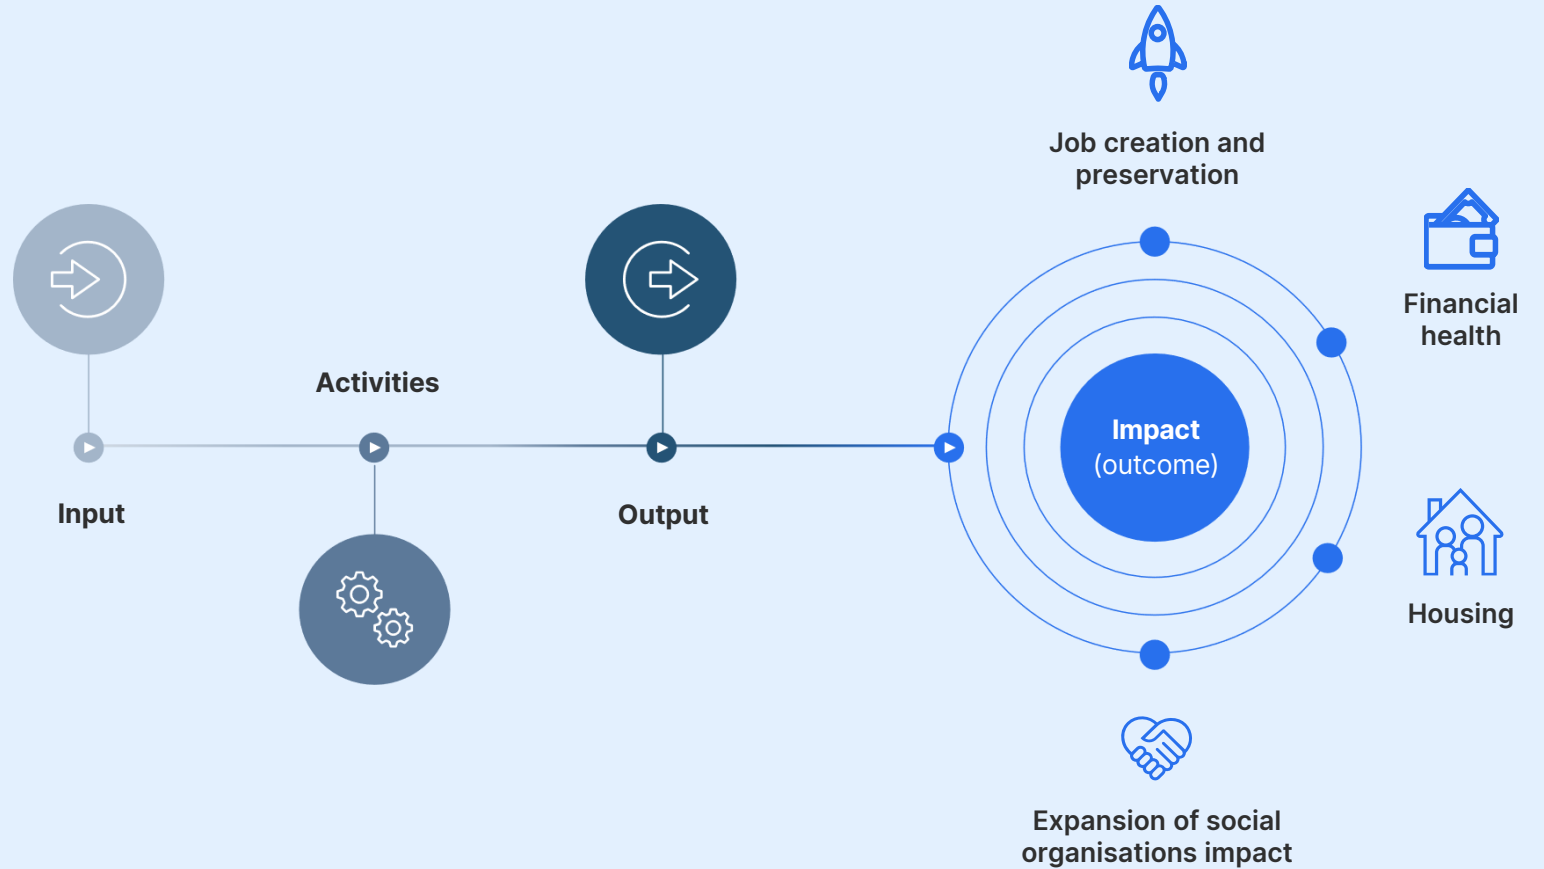 Job creation and
preservation
Financial
health
Activities
Impact
(outcome)
Input
Output
Housing
Expansion of social
organisations impact